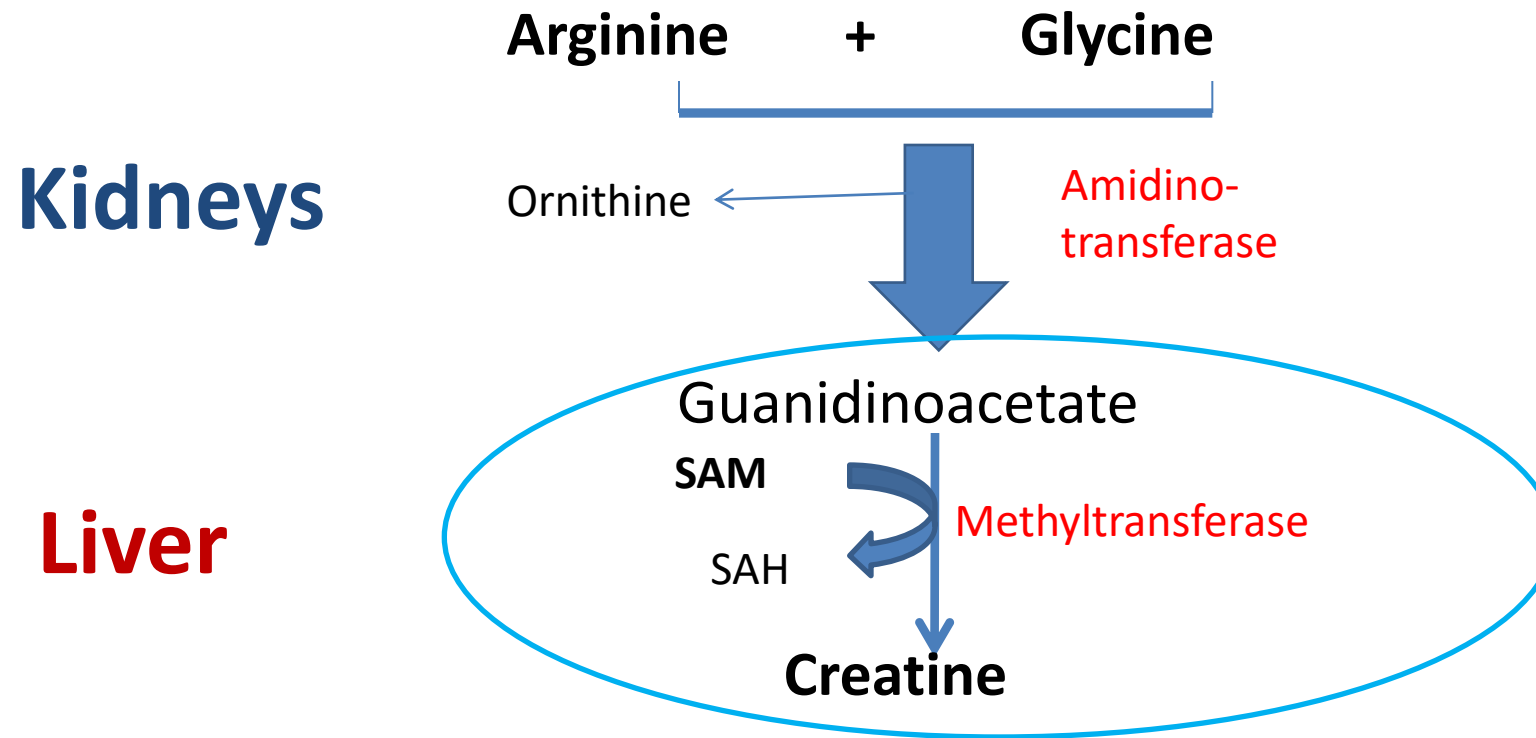 Arginine + Glycine
Kidneys
Ornithine
Amidino-
transferase
Guanidinoacetate
SAM
Methyltransferase
Liver
SAH
Creatine